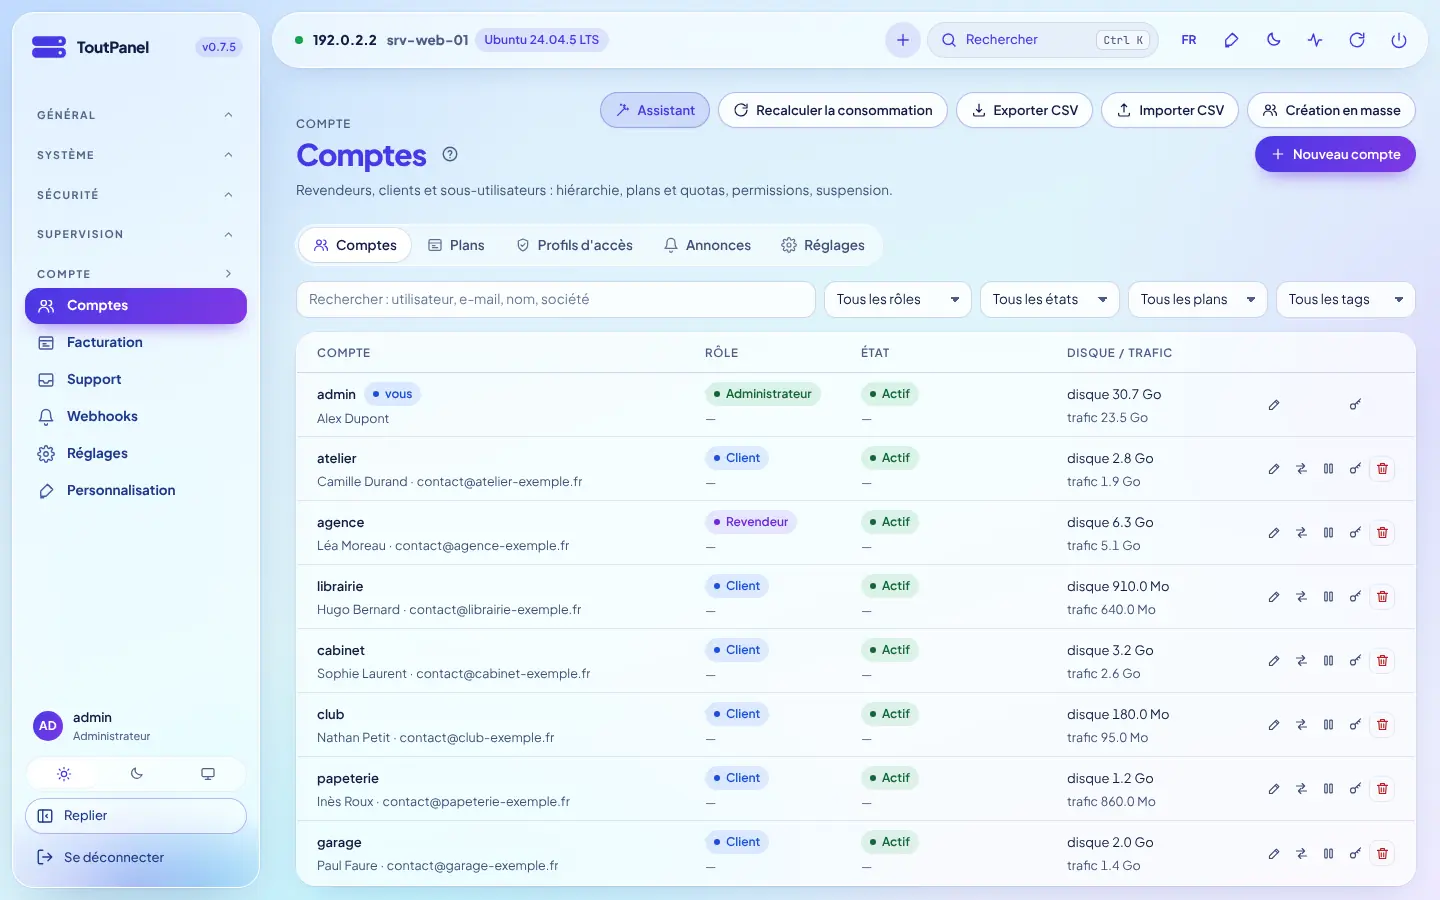 ToutPanel
v0.7.5
GÉNÉRAL
SYSTÈME
SÉCURITÉ
SUPERVISION
COMPTE
Comptes
Facturation
Support
Webhooks
Réglages
Personnalisation
AD
admin
Administrateur
Replier
Se déconnecter
192.0.2.2 srv-web-01 Ubuntu 24.04.5 LTS
Rechercher Ctrl K
FR
Assistant
Recalculer la consommation
Exporter CSV
Importer CSV
Création en masse
Nouveau compte
COMPTE
Comptes
Revendeurs, clients et sous-utilisateurs : hiérarchie, plans et quotas, permissions, suspension.
Comptes Plans Profils d'accès Annonces Réglages
Rechercher : utilisateur, e-mail, nom, société
Tous les rôles
Tous les états
Tous les plans
Tous les tags
COMPTE RÔLE ÉTAT DISQUE / TRAFIC
admin vous Administrateur Actif disque 30.7 Go
Alex Dupont — — trafic 23.5 Go
atelier Client Actif disque 2.8 Go
Camille Durand · contact@atelier-exemple.fr — — trafic 1.9 Go
agence Revendeur Actif disque 6.3 Go
Léa Moreau · contact@agence-exemple.fr — — trafic 5.1 Go
librairie Client Actif disque 910.0 Mo
Hugo Bernard · contact@librairie-exemple.fr — — trafic 640.0 Mo
cabinet Client Actif disque 3.2 Go
Sophie Laurent · contact@cabinet-exemple.fr — — trafic 2.6 Go
club Client Actif disque 180.0 Mo
Nathan Petit · contact@club-exemple.fr — — trafic 95.0 Mo
papeterie Client Actif disque 1.2 Go
Inès Roux · contact@papeterie-exemple.fr — — trafic 860.0 Mo
garage Client Actif disque 2.0 Go
Paul Faure · contact@garage-exemple.fr — — trafic 1.4 Go